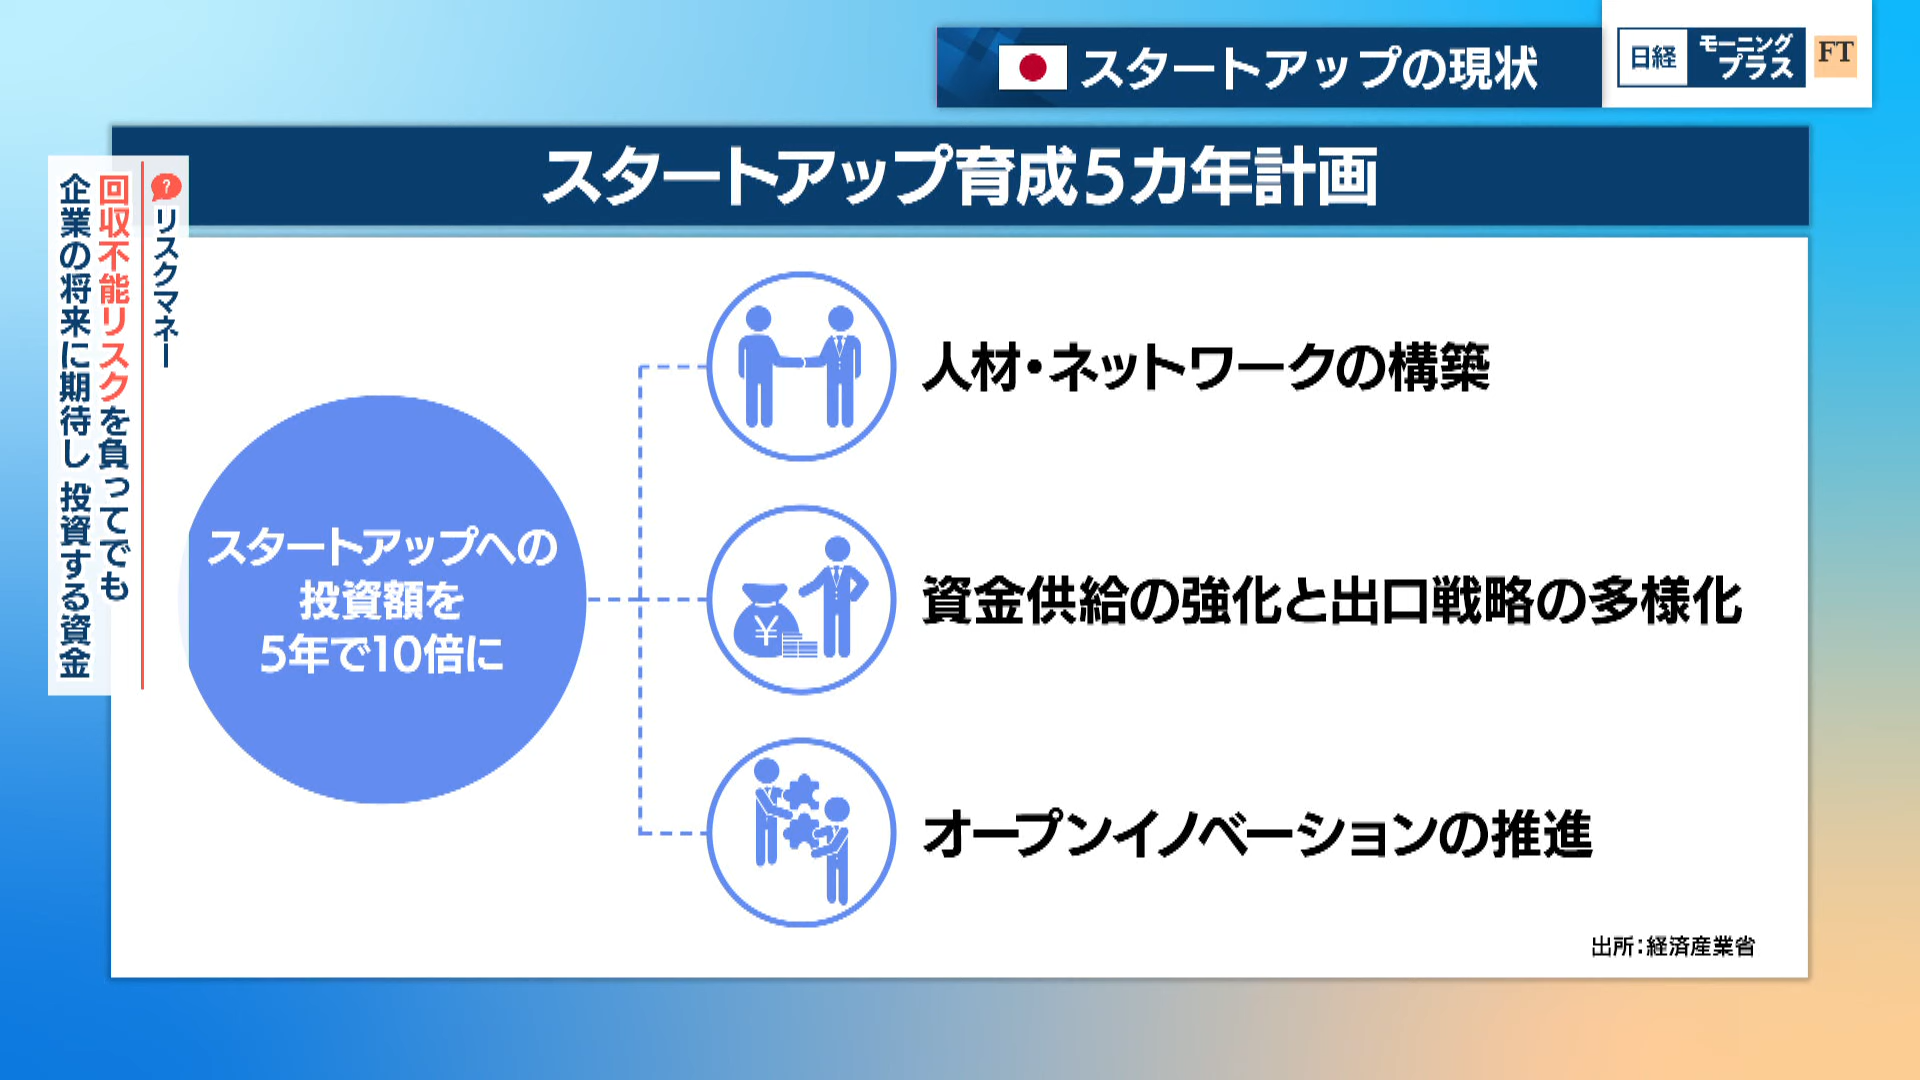 スタートアップの現状
日経
モーニング
プラス
FT
スタートアップ育成5カ年計画
?
リスクマネー
回収不能リスクを負ってでも
企業の将来に期待し 投資する資金
スタートアップへの
投資額を
5年で10倍に
人材・ネットワークの構築
¥
資金供給の強化と出口戦略の多様化
オープンイノベーションの推進
出所：経済産業省